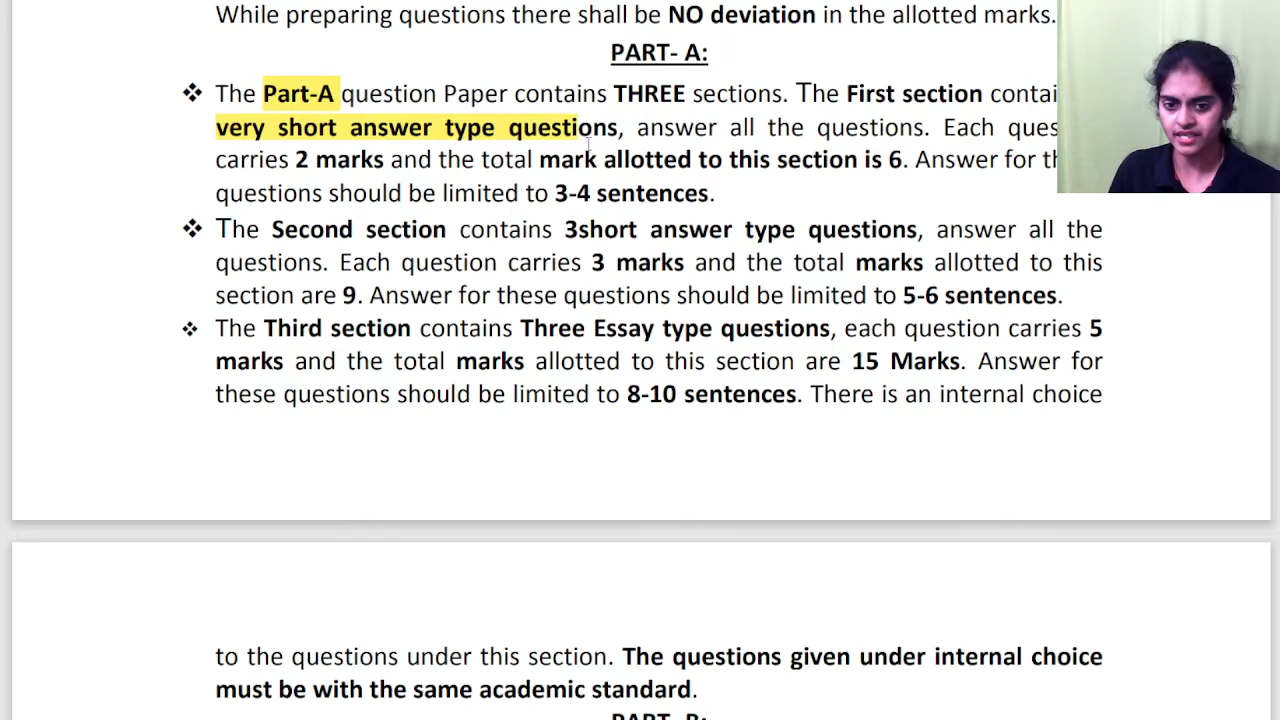 While preparing questions there shall be NO deviation in the allotted marks.
PART- A:
❖ The Part-A question Paper contains THREE sections. The First section contai
very short answer type questions, answer all the questions. Each ques
carries 2 marks and the total mark allotted to this section is 6. Answer for th
questions should be limited to 3-4 sentences.
❖ The Second section contains 3short answer type questions, answer all the
questions. Each question carries 3 marks and the total marks allotted to this
section are 9. Answer for these questions should be limited to 5-6 sentences.
❖ The Third section contains Three Essay type questions, each question carries 5
marks and the total marks allotted to this section are 15 Marks. Answer for
these questions should be limited to 8-10 sentences. There is an internal choice
to the questions under this section. The questions given under internal choice
must be with the same academic standard.
PART- B: